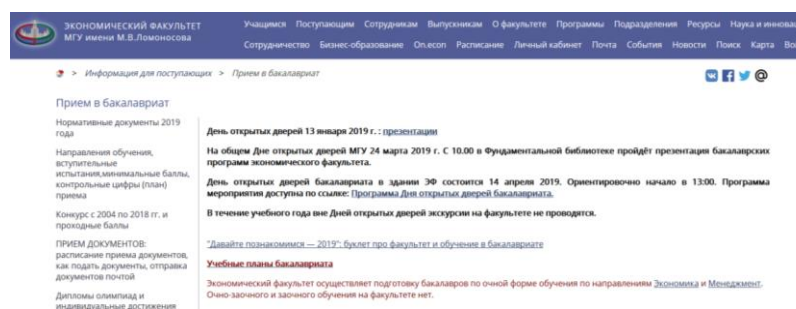 ЭКОНОМИЧЕСКИЙ ФАКУЛЬТЕТ
МГУ имени М.В.Ломоносова
Учащимся Поступающим Сотрудникам Выпускникам О факультете Программы Подразделения Ресурсы Наука и инновац
Сотрудничество Бизнес-образование On.econ Расписание Личный кабинет Почта События Новости Поиск Карта Во
> Информация для поступающих > Прием в бакалавриат
Прием в бакалавриат
Нормативные документы 2019
года
Направления обучения,
вступительные
испытания,минимальные баллы,
контрольные цифры (план)
приема
Конкурс с 2004 по 2018 гг. и
проходные баллы
ПРИЕМ ДОКУМЕНТОВ:
расписание приема документов,
как подать документы, отправка
документов почтой
Дипломы олимпиад и
индивидуальные достижения
День открытых дверей 13 января 2019 г. : презентации
На общем Дне открытых дверей МГУ 24 марта 2019 г. С 10.00 в Фундаментальной библиотеке пройдёт презентация бакалаврских
программ экономического факультета.
День открытых дверей бакалавриата в здании ЭФ состоится 14 апреля 2019. Ориентировочно начало в 13:00. Программа
мероприятия доступна по ссылке: Программа Дня открытых дверей бакалавриата.
В течение учебного года вне Дней открытых дверей экскурсии на факультете не проводятся.
"Давайте познакомимся — 2019": буклет про факультет и обучение в бакалавриате
Учебные планы бакалавриата
Экономический факультет осуществляет подготовку бакалавров по очной форме обучения по направлениям Экономика и Менеджмент.
Очно-заочного и заочного обучения на факультете нет.